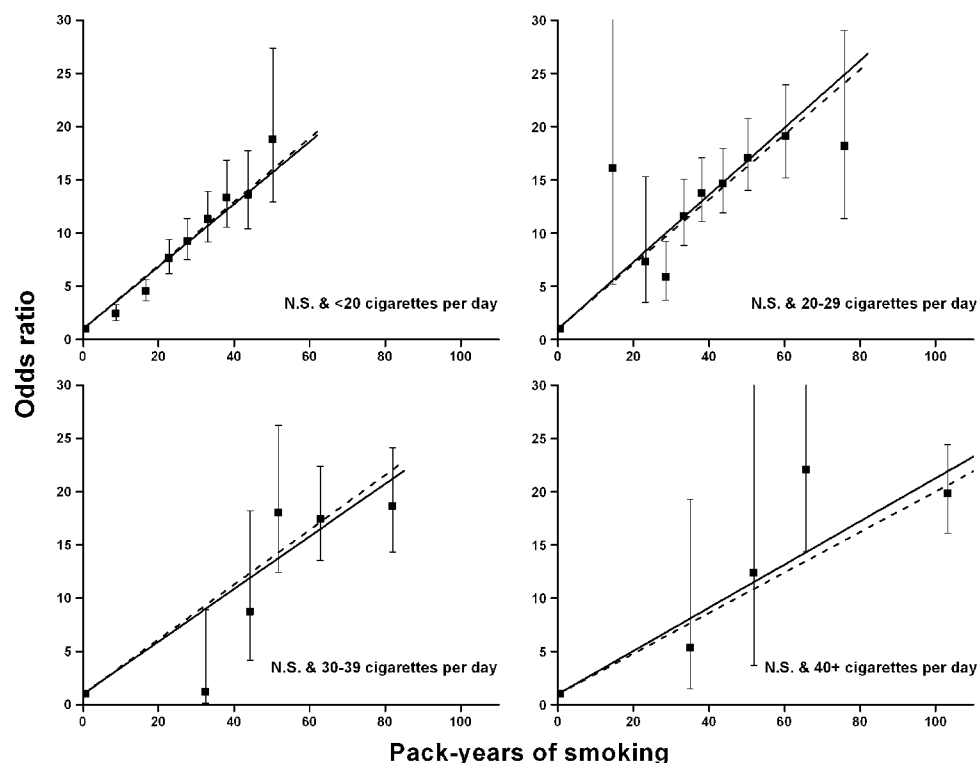 30
25
20
15
10
5
0
0 20 40 60 80 100
N.S. & <20 cigarettes per day
30
25
20
15
10
5
0
0 20 40 60 80 100
N.S. & 20-29 cigarettes per day
30
25
20
15
10
5
0
0 20 40 60 80 100
N.S. & 30-39 cigarettes per day
30
25
20
15
10
5
0
0 20 40 60 80 100
N.S. & 40+ cigarettes per day
Odds ratio
Pack-years of smoking